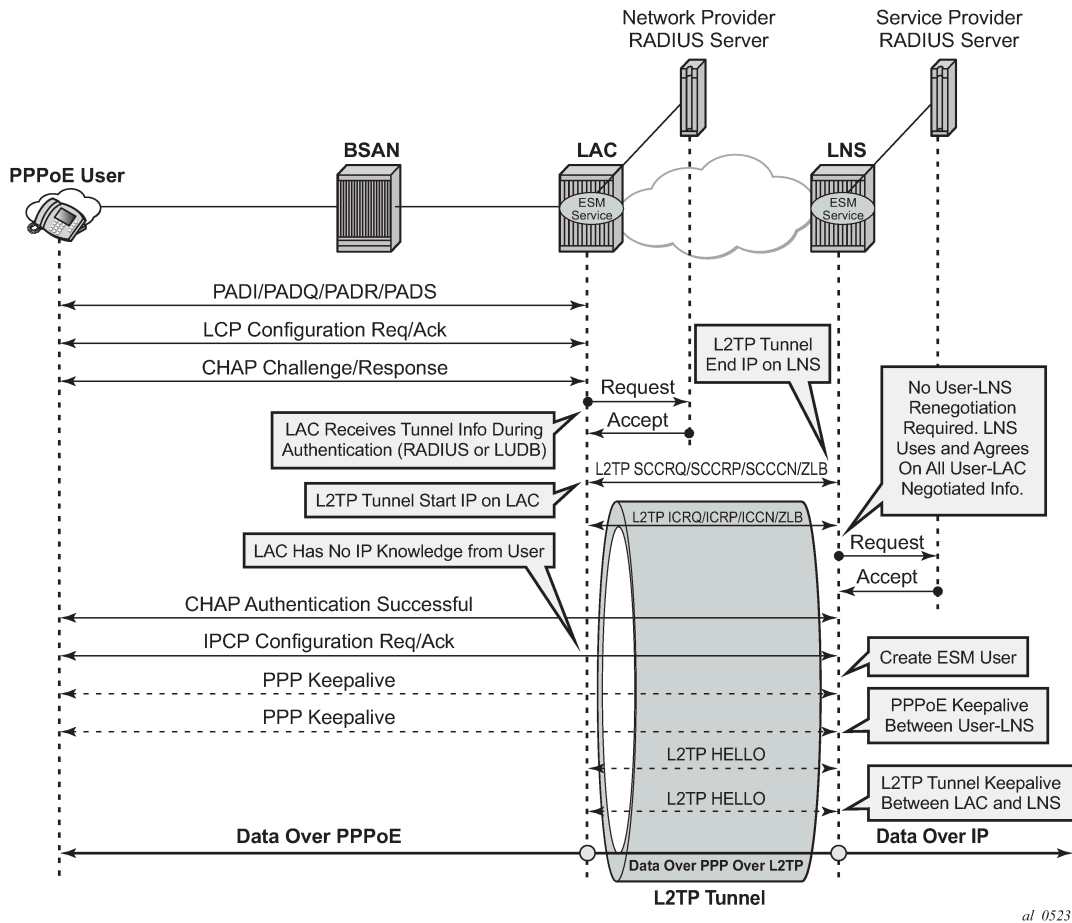 Network Provider
RADIUS Server
Service Provider
RADIUS Server
BSAN
LAC
LNS
PPPoE User
ESM
Service
ESM
Service
PADI/PADQ/PADR/PADS
LCP Configuration Req/Ack
L2TP Tunnel
End IP on LNS
CHAP Challenge/Response
Request
No User-LNS
Renegotiation
Required. LNS
Uses and Agrees
On All User-LAC
Negotiated Info.
Accept
LAC Receives Tunnel Info During
Authentication (RADIUS or LUDB)
L2TP SCCRQ/SCCRP/SCCCN/ZLB
L2TP Tunnel Start IP on LAC
L2TP ICRQ/ICRP/ICCN/ZLB
LAC Has No IP Knowledge from User
Request
Accept
CHAP Authentication Successful
IPCP Configuration Req/Ack
Create ESM User
PPP Keepalive
PPP Keepalive
PPPoE Keepalive
Between User-LNS
L2TP HELLO
L2TP HELLO
L2TP Tunnel Keepalive
Between LAC and LNS
Data Over PPPoE
Data Over IP
Data Over PPP Over L2TP
L2TP Tunnel
al_0523